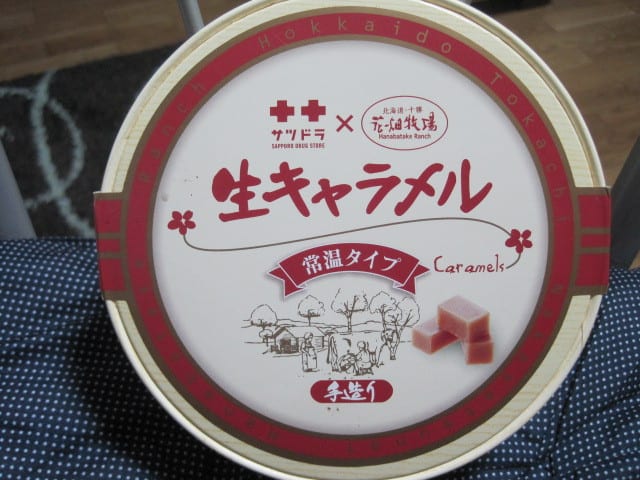 Hokkaido Tokachi
Ranch
サツドラ
SAPPORO DRUG STORE
×
北海道・十勝
花畑牧場
Hanabatake Ranch
生キャラメル
常温タイプ
Caramels
手造り